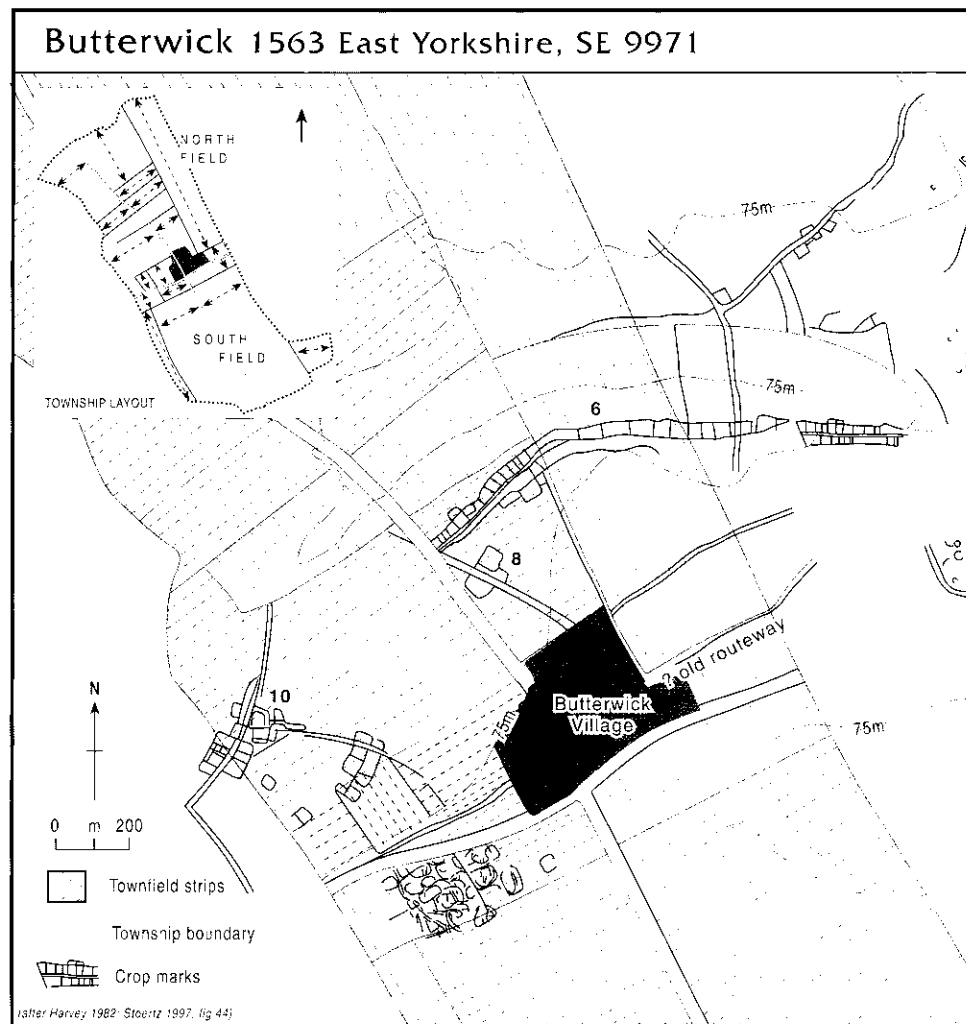 Butterwick 1563 East Yorkshire, SE 9971
NORTH
FIELD
SOUTH
FIELD
TOWNSHIP LAYOUT
75m
75m
6
8
? old routeway
Butterwick
Village
75m
75m
10
N
0 m 200
Townfield strips
Township boundary
Crop marks
(after Harvey 1982: Stoertz 1997, fig 44)